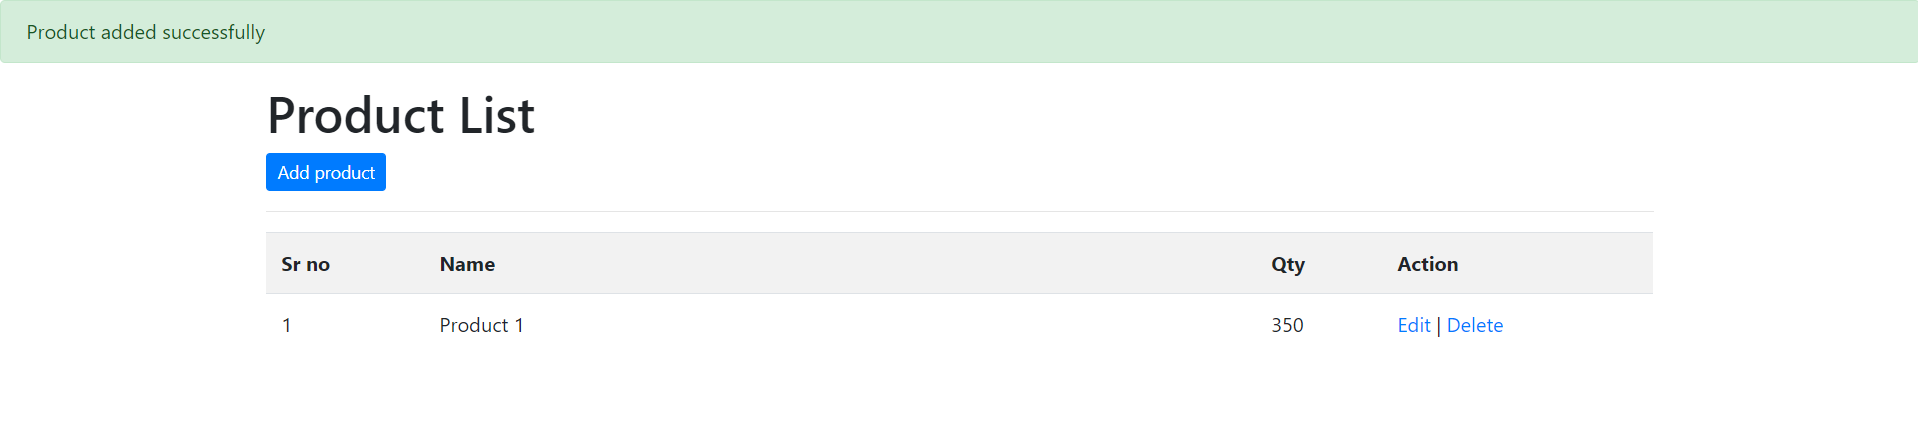 Product added successfully
Product List
Add product
Sr no Name Qty Action
1 Product 1 350 Edit | Delete